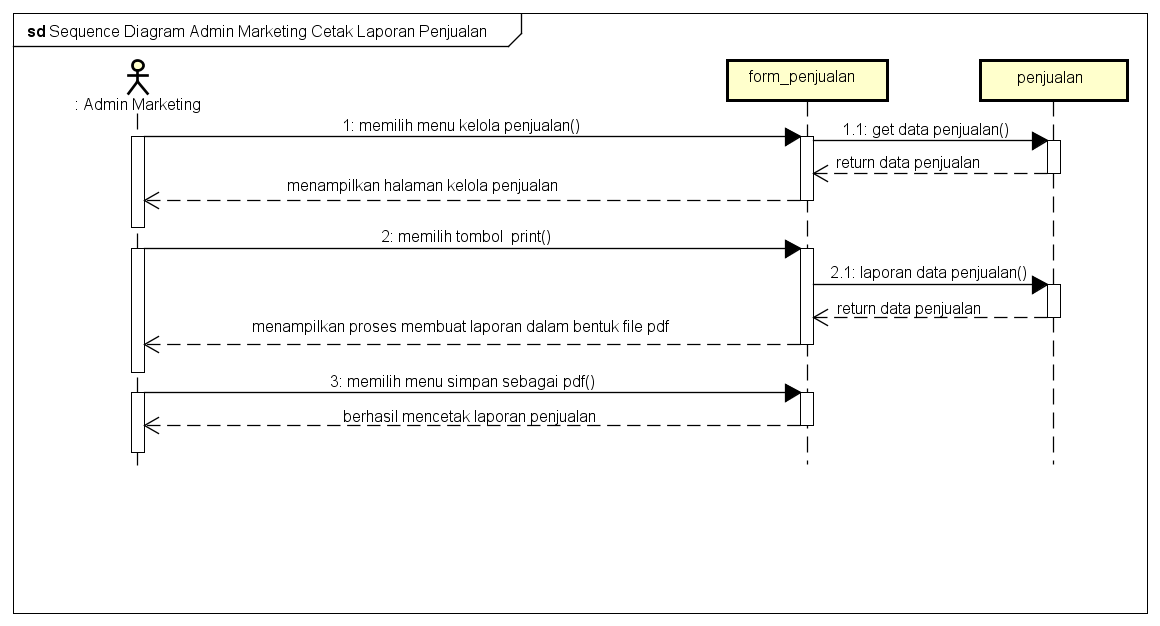 sd Sequence Diagram Admin Marketing Cetak Laporan Penjualan
: Admin Marketing
form_penjualan
penjualan
1: memilih menu kelola penjualan()
1.1: get data penjualan()
return data penjualan
menampilkan halaman kelola penjualan
2: memilih tombol  print()
2.1: laporan data penjualan()
return data penjualan
menampilkan proses membuat laporan dalam bentuk file pdf
3: memilih menu simpan sebagai pdf()
berhasil mencetak laporan penjualan